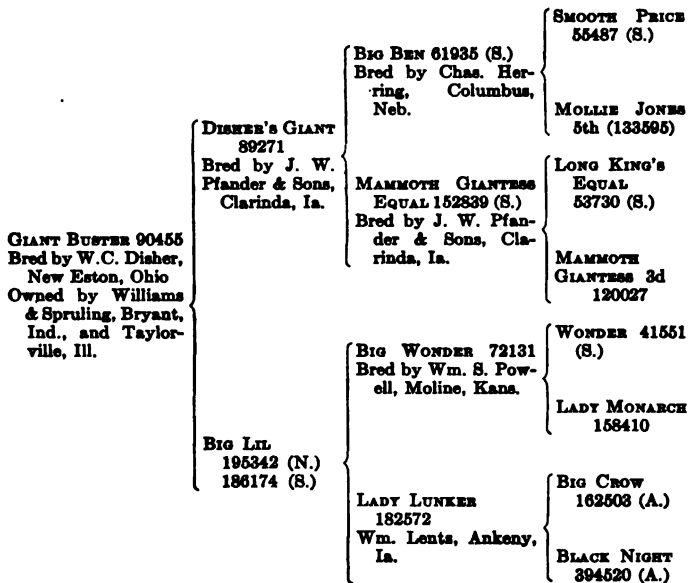 GIANT BUSTER 90455
Bred by W.C. Disher,
New Eston, Ohio
Owned by Williams
& Spruling, Bryant,
Ind., and Taylor-
ville, Ill.
DISHER'S GIANT
89271
Bred by J. W.
Pfander & Sons,
Clarinda, Ia.
BIG BEN 61935 (S.)
Bred by Chas. Her-
ring, Columbus,
Neb.
SMOOTH PRICE
55487 (S.)
MOLLIE JONES
5th (133595)
MAMMOTH GIANTESS
EQUAL 152839 (S.)
Bred by J. W. Pfan-
der & Sons, Cla-
rinda, Ia.
LONG KING'S
EQUAL
53730 (S.)
MAMMOTH
GIANTESS 3d
120027
BIG LIL
195342 (N.)
186174 (S.)
BIG WONDER 72131
Bred by Wm. S. Pow-
ell, Moline, Kans.
WONDER 41551
(S.)
LADY MONARCH
158410
LADY LUNKER
182572
Wm. Lents, Ankeny,
Ia.
BIG CROW
162503 (A.)
BLACK NIGHT
394520 (A.)